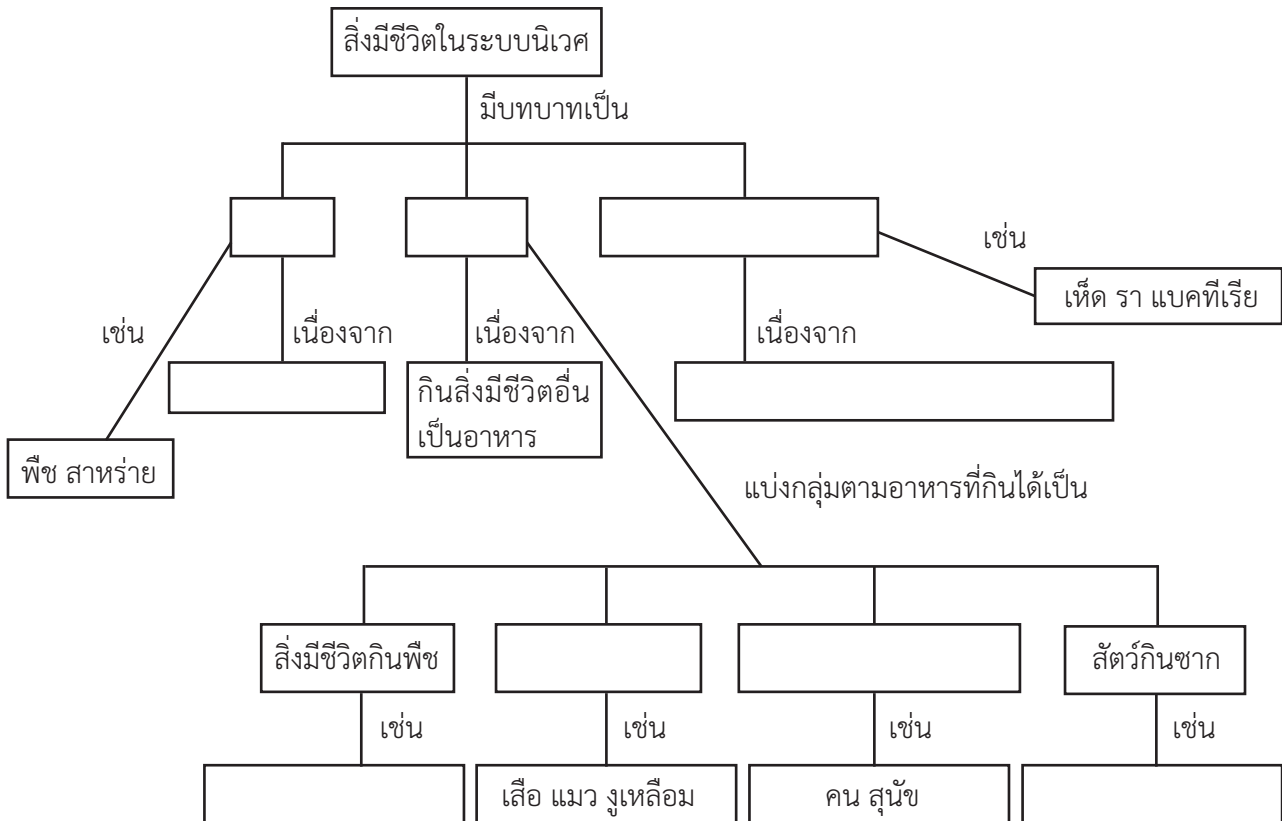 สิ่งมีชีวิตในระบบนิเวศ
มีบทบาทเป็น
เช่น
เห็ด รา แบคทีเรีย
เช่น
เนื่องจาก
เนื่องจาก
เนื่องจาก
กินสิ่งมีชีวิตอื่น
เป็นอาหาร
พืช สาหร่าย
แบ่งกลุ่มตามอาหารที่กินได้เป็น
สิ่งมีชีวิตกินพืช
สัตว์กินซาก
เช่น
เช่น
เช่น
เช่น
เสือ แมว งูเหลือม
คน สุนัข